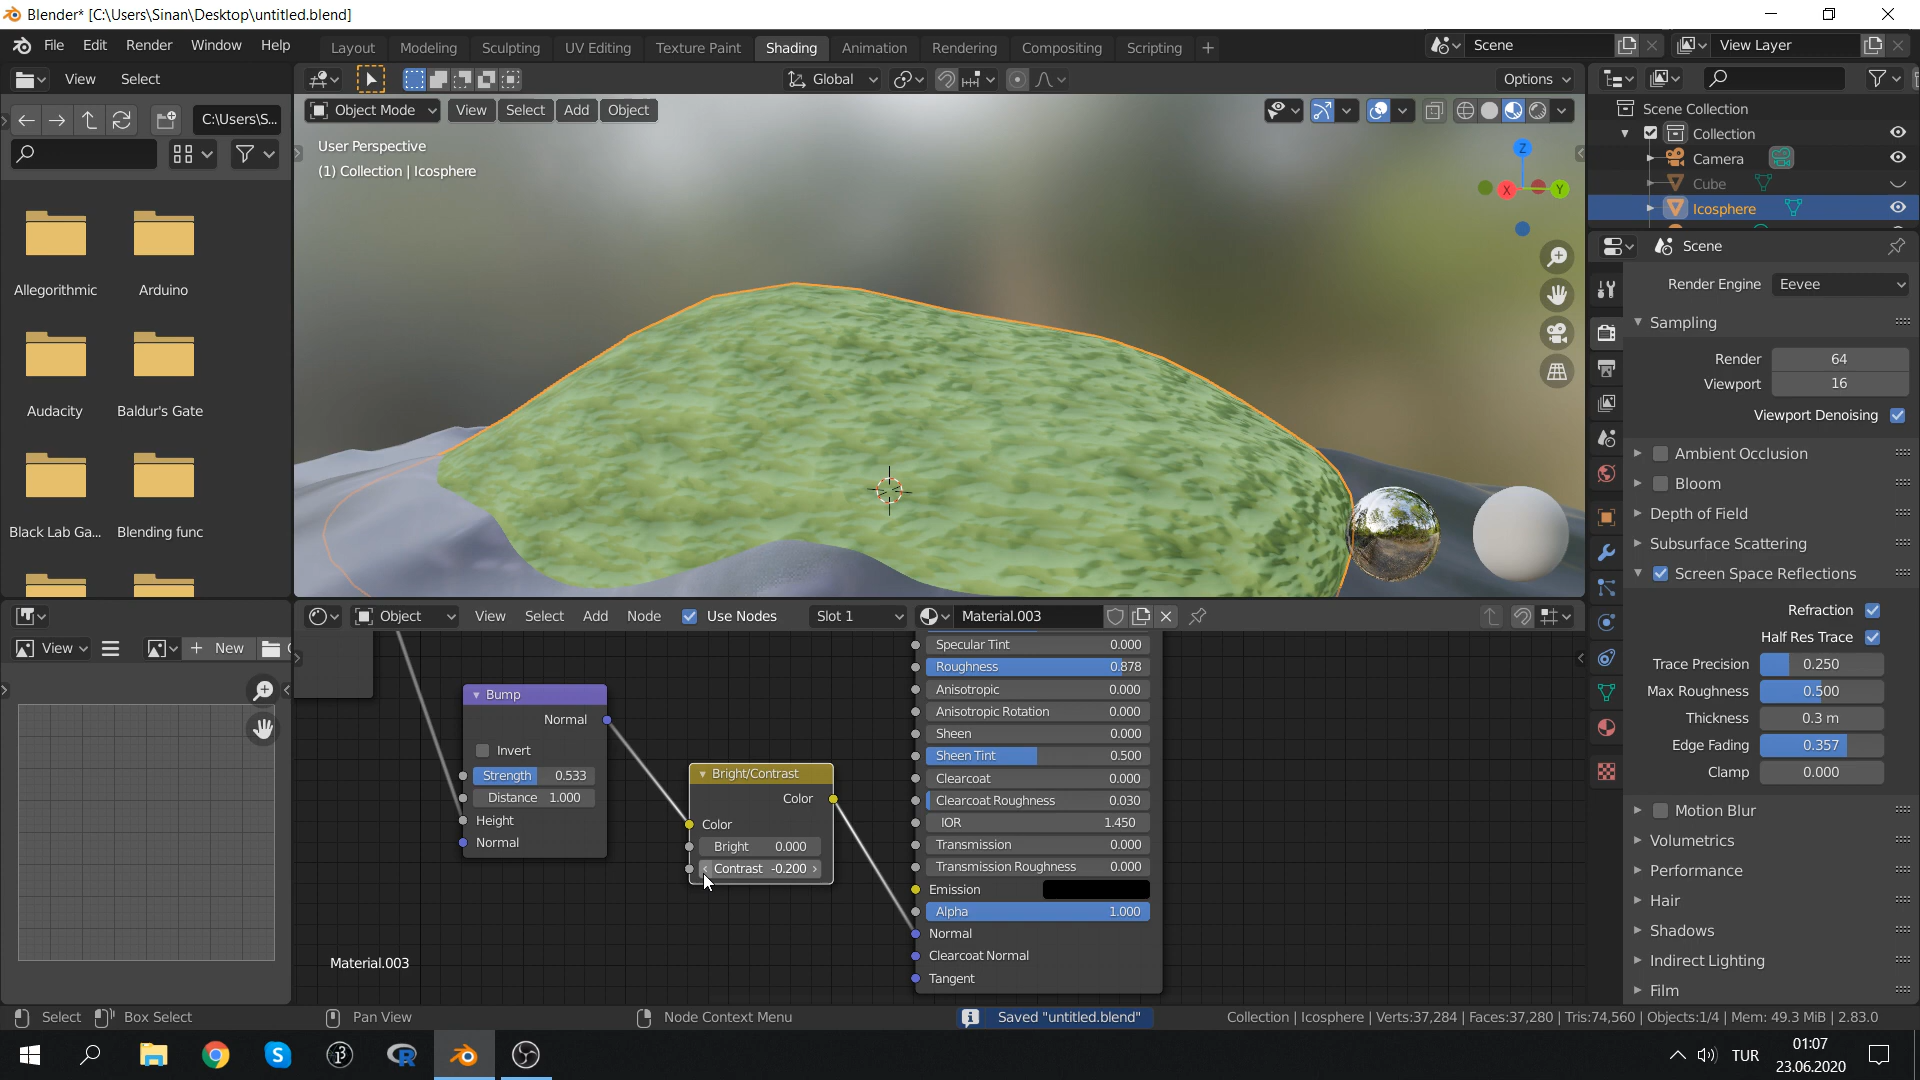 Blender* [C:\Users\Sinan\Desktop\untitled.blend]
File Edit Render Window Help
Layout Modeling Sculpting UV Editing Texture Paint Shading Animation Rendering Compositing Scripting +
Scene
View Layer
View Select
Global
Options
C:\Users\S...
Object Mode View Select Add Object
User Perspective
(1) Collection | Icosphere
Z
X
Y
Allegorithmic
Arduino
Audacity
Baldur's Gate
Black Lab Ga...
Blending func
Scene Collection
Collection
Camera
Cube
Icosphere
Scene
Render Engine Eevee
Sampling
Render 64
Viewport 16
Viewport Denoising
Ambient Occlusion
Bloom
Depth of Field
Subsurface Scattering
Screen Space Reflections
Refraction
Half Res Trace
Trace Precision 0.250
Max Roughness 0.500
Thickness 0.3 m
Edge Fading 0.357
Clamp 0.000
Motion Blur
Volumetrics
Performance
Hair
Shadows
Indirect Lighting
Film
View
New
Object View Select Add Node Use Nodes Slot 1 Material.003
Bump
Normal
Invert
Strength 0.533
Distance 1.000
Height
Normal
Bright/Contrast
Color
Color
Bright 0.000
Contrast -0.200
Specular Tint 0.000
Roughness 0.878
Anisotropic 0.000
Anisotropic Rotation 0.000
Sheen 0.000
Sheen Tint 0.500
Clearcoat 0.000
Clearcoat Roughness 0.030
IOR 1.450
Transmission 0.000
Transmission Roughness 0.000
Emission
Alpha 1.000
Normal
Clearcoat Normal
Tangent
Material.003
Select Box Select Pan View Node Context Menu Saved "untitled.blend" Collection | Icosphere | Verts:37,284 | Faces:37,280 | Tris:74,560 | Objects:1/4 | Mem: 49.3 MiB | 2.83.0
TUR
01:07
23.06.2020